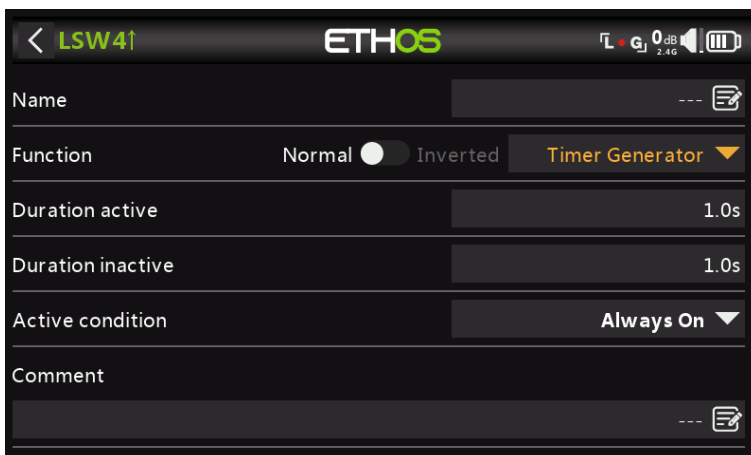 LSW4↑ ETHOS L G 0dB 2.4G
Name ---
Function Normal Inverted Timer Generator
Duration active 1.0s
Duration inactive 1.0s
Active condition Always On
Comment
---